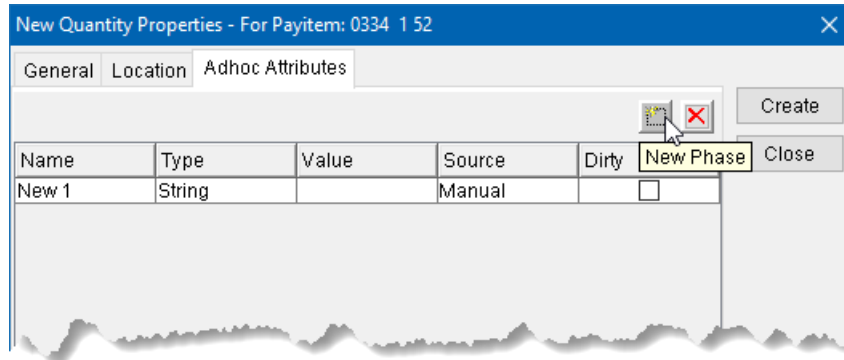 New Quantity Properties - For Payitem: 0334 1 52
General Location Adhoc Attributes
Create
Close
New Phase
Name Type Value Source Dirty
New 1 String Manual